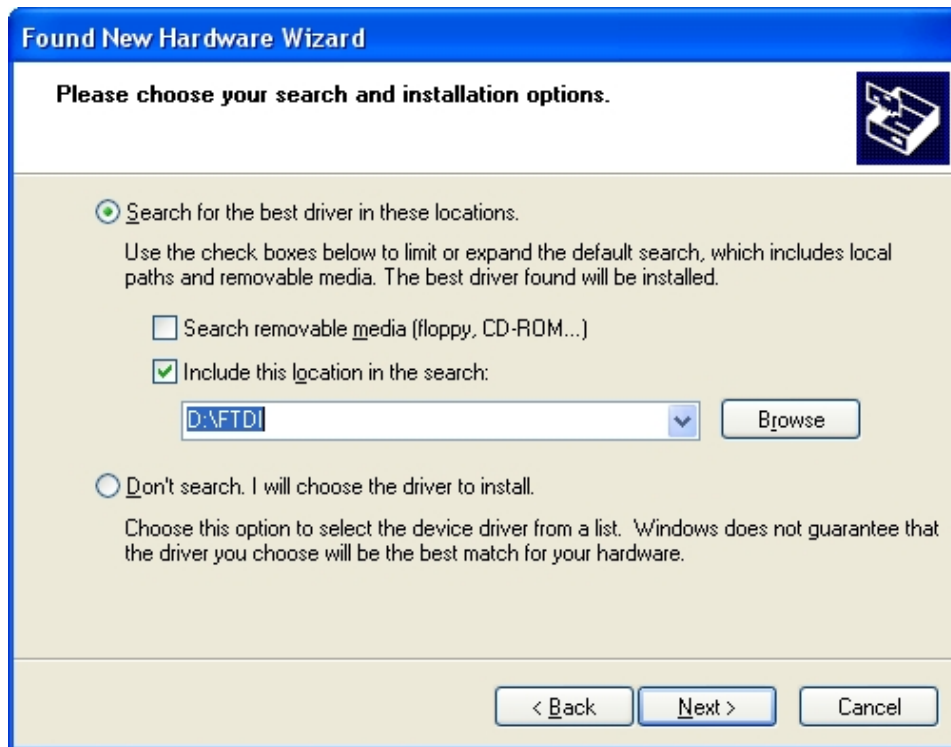 Found New Hardware Wizard
Please choose your search and installation options.
Search for the best driver in these locations.
Use the check boxes below to limit or expand the default search, which includes local
paths and removable media. The best driver found will be installed.
Search removable media (floppy, CD-ROM...)
Include this location in the search:
D:\FTDI
Browse
Don't search. I will choose the driver to install.
Choose this option to select the device driver from a list. Windows does not guarantee that
the driver you choose will be the best match for your hardware.
< Back Next > Cancel